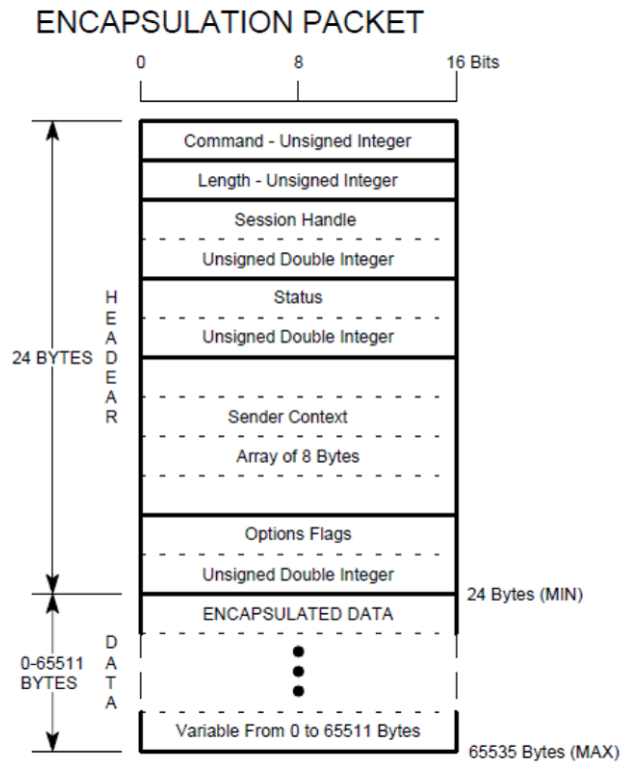 ENCAPSULATION PACKET
0 8 16 Bits
Command - Unsigned Integer
Length - Unsigned Integer
Session Handle
Unsigned Double Integer
Status
Unsigned Double Integer
HEADEAR
24 BYTES
Sender Context
Array of 8 Bytes
Options Flags
Unsigned Double Integer
24 Bytes (MIN)
ENCAPSULATED DATA
DATA
0-65511
BYTES
Variable From 0 to 65511 Bytes
65535 Bytes (MAX)